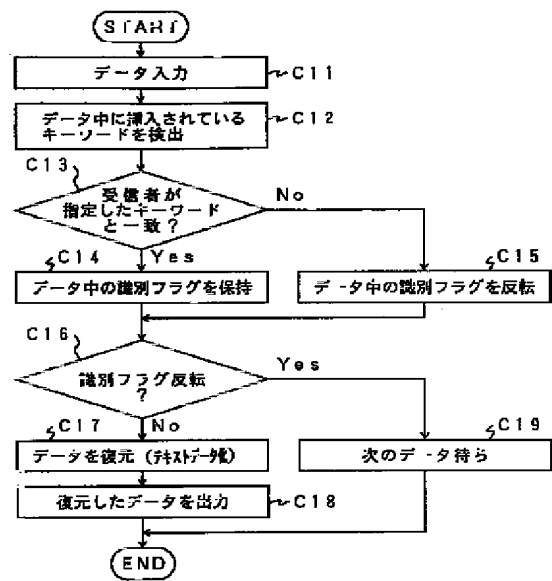 START
データ入力
C11
データ中に挿入されている
キーワードを検出
C12
C13
受信者が
指定したキーワード
と一致?
No
Yes
C14
データ中の識別フラグを保持
C15
データ中の識別フラグを反転
C16
識別フラグ反転
?
Yes
No
C17
データを復元(テキストデータ化)
C19
次のデータ待ち
復元したデータを出力
C18
END